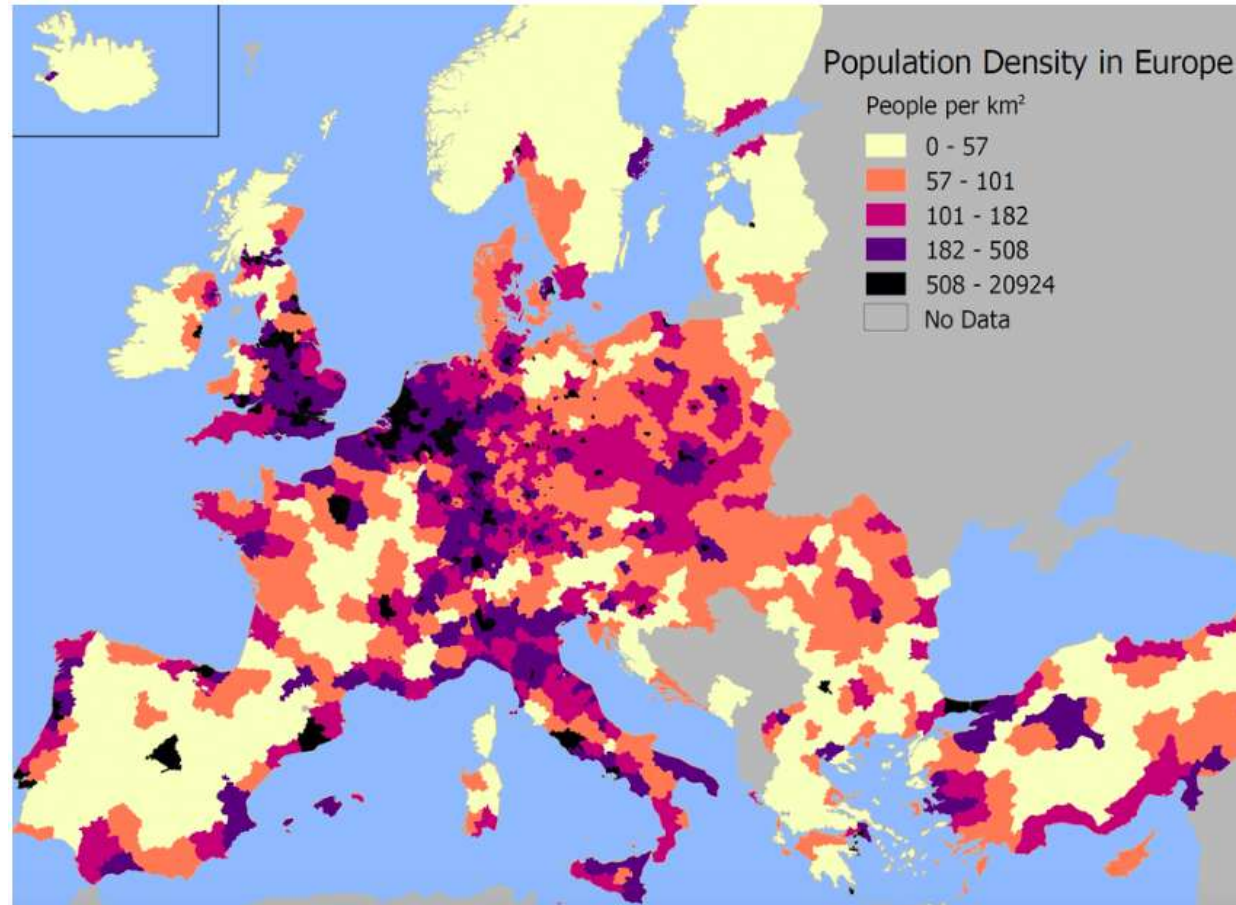 Population Density in Europe
People per km²
0 - 57
57 - 101
101 - 182
182 - 508
508 - 20924
No Data